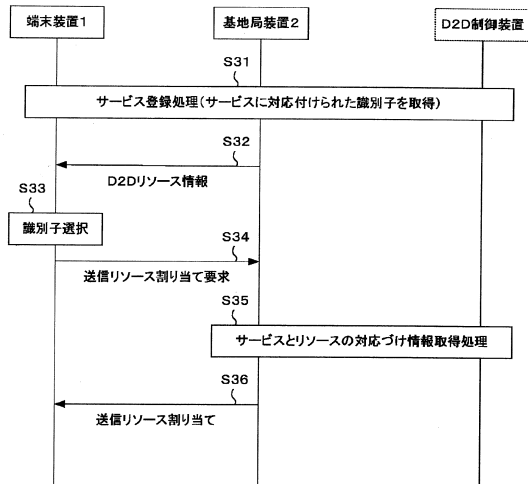 端末装置1
基地局装置2
D2D制御装置
S31
サービス登録処理(サービスに対応付けられた識別子を取得)
S32
D2Dリソース情報
S33
識別子選択
S34
送信リソース割り当て要求
S35
サービスとリソースの対応づけ情報取得処理
S36
送信リソース割り当て